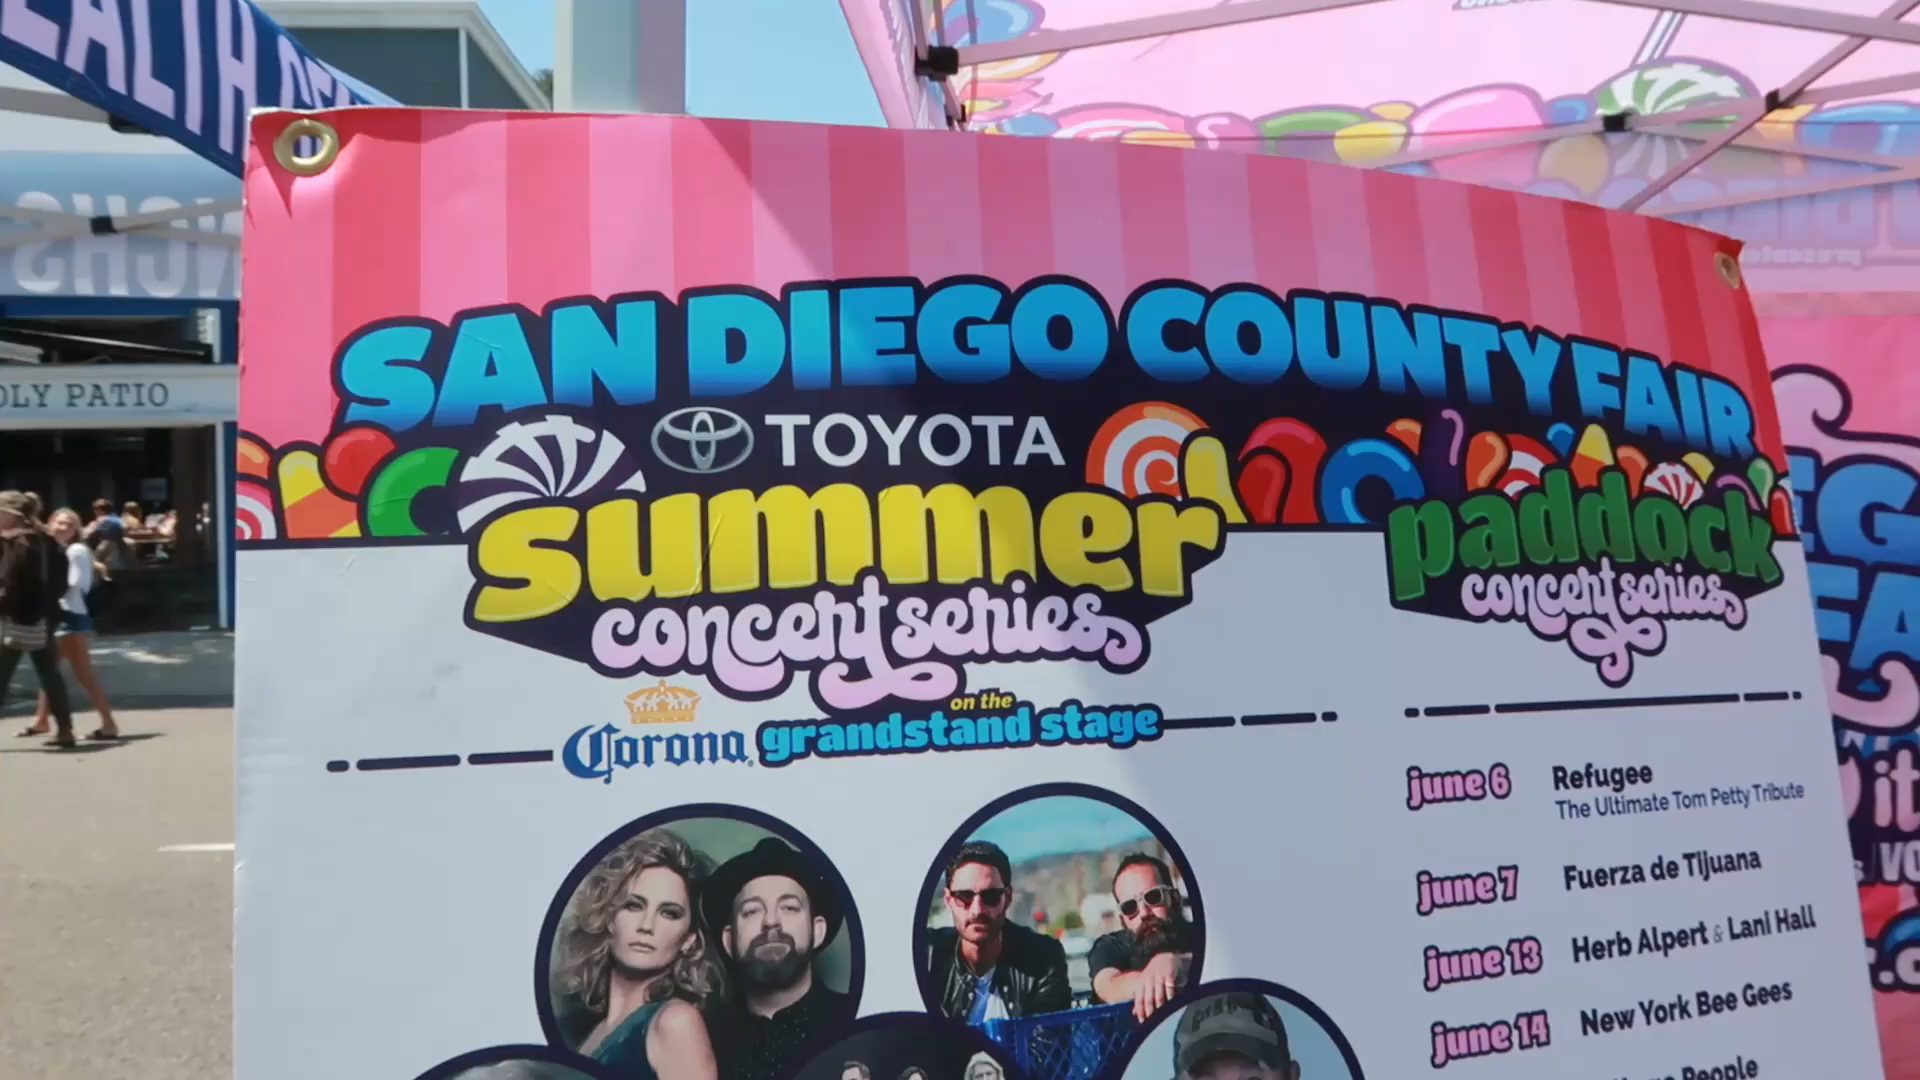 SAN DIEGO COUNTY FAIR
TOYOTA
summer
concert series
on the
Corona grandstand stage
paddock
concert series
june 6 Refugee
The Ultimate Tom Petty Tribute
june 7 Fuerza de Tijuana
june 13 Herb Alpert & Lani Hall
june 14 New York Bee Gees
People
PATIO
it